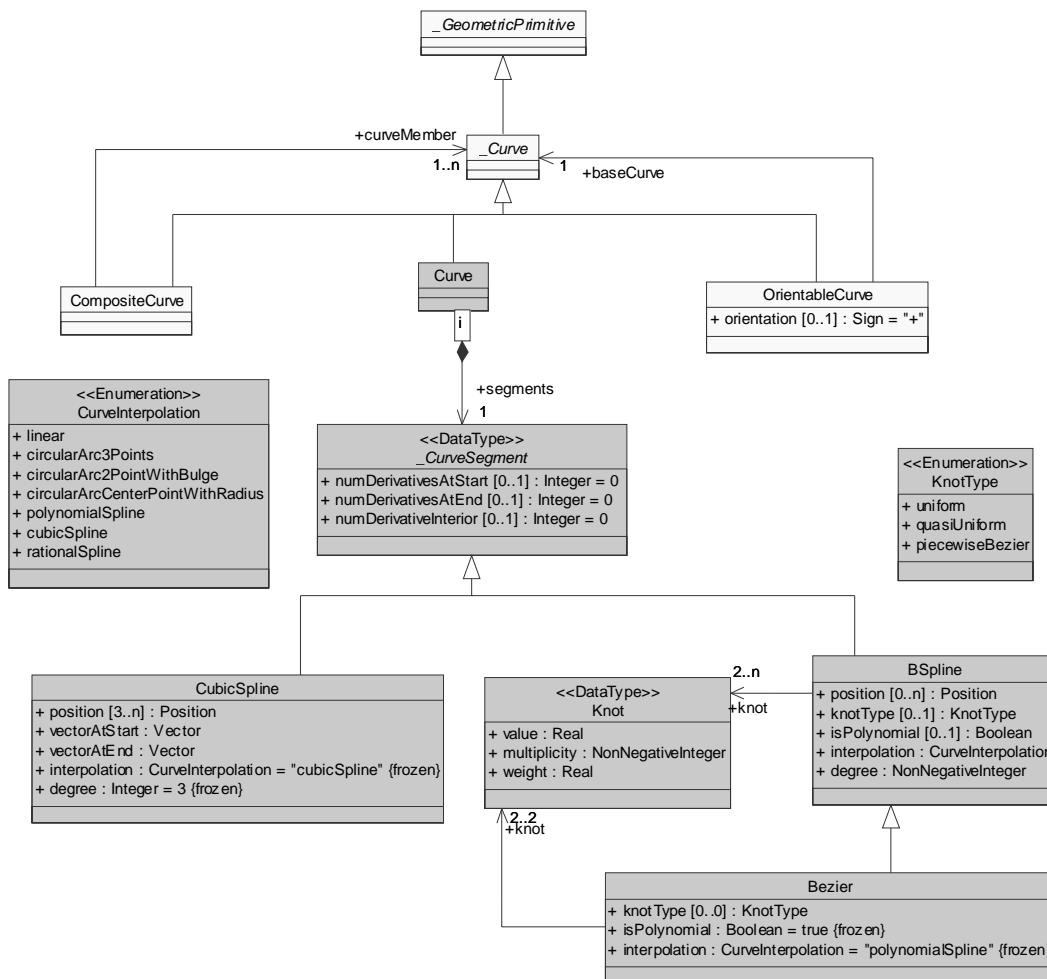 _GeometricPrimitive
+curveMember
_Curve
1..n
1
+baseCurve
CompositeCurve
Curve
i
OrientableCurve
+ orientation [0..1] : Sign = "+"
+segments
1
<<Enumeration>>
CurveInterpolation
+ linear
+ circularArc3Points
+ circularArc2PointWithBulge
+ circularArcCenterPointWithRadius
+ polynomialSpline
+ cubicSpline
+ rationalSpline
<<DataType>>
_CurveSegment
+ numDerivativesAtStart [0..1] : Integer = 0
+ numDerivativesAtEnd [0..1] : Integer = 0
+ numDerivativeInterior [0..1] : Integer = 0
<<Enumeration>>
KnotType
+ uniform
+ quasiUniform
+ piecewiseBezier
CubicSpline
+ position [3..n] : Position
+ vectorAtStart : Vector
+ vectorAtEnd : Vector
+ interpolation : CurveInterpolation = "cubicSpline" {frozen}
+ degree : Integer = 3 {frozen}
<<DataType>>
Knot
+ value : Real
+ multiplicity : NonNegativeInteger
+ weight : Real
2..n
+knot
BSpline
+ position [0..n] : Position
+ knotType [0..1] : KnotType
+ isPolynomial [0..1] : Boolean
+ interpolation : CurveInterpolation
+ degree : NonNegativeInteger
2..2
+knot
Bezier
+ knotType [0..0] : KnotType
+ isPolynomial : Boolean = true {frozen}
+ interpolation : CurveInterpolation = "polynomialSpline" {frozen